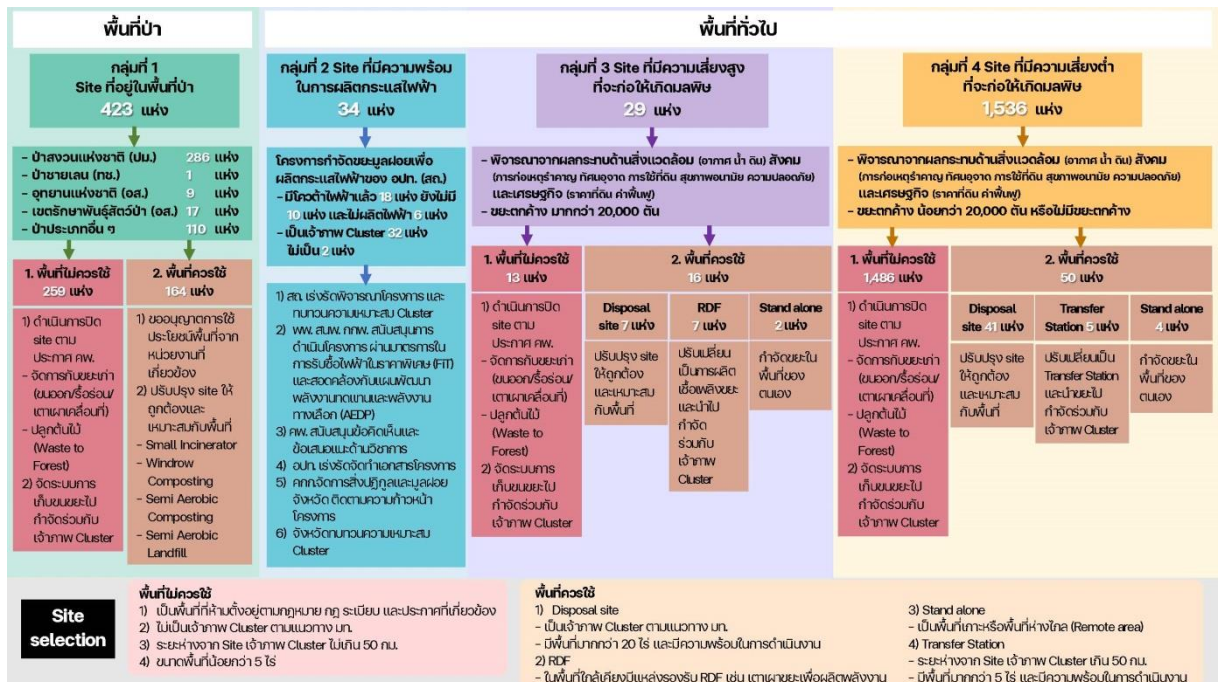 พื้นที่ป่า
พื้นที่ทั่วไป
กลุ่มที่ 1
Site ที่อยู่ในพื้นที่ป่า
423 แห่ง
- ป่าสงวนแห่งชาติ (ปม.) 286 แห่ง
- ป่าชายเลน (ทช.) 1 แห่ง
- อุทยานแห่งชาติ (อส.) 9 แห่ง
- เขตรักษาพันธุ์สัตว์ป่า (อส.) 17 แห่ง
- ป่าประเภทอื่น ๆ 110 แห่ง
1. พื้นที่ไม่ควรใช้
259 แห่ง
1) ดำเนินการปิด
site ตาม
ประกาศ คพ.
- จัดการกับขยะเก่า
(ขนออก/รื้อร่อน/
เตาเผาเคลื่อนที่)
- ปลูกต้นไม้
(Waste to
Forest)
2) จัดระบบการ
เก็บขนขยะไป
กำจัดร่วมกับ
เจ้าภาพ Cluster
2. พื้นที่ควรใช้
164 แห่ง
1) ขออนุญาตการใช้
ประโยชน์พื้นที่จาก
หน่วยงานที่
เกี่ยวข้อง
2) ปรับปรุง site ให้
ถูกต้องและ
เหมาะสมกับพื้นที่
- Small Incinerator
- Windrow
Composting
- Semi Aerobic
Composting
- Semi Aerobic
Landfill
กลุ่มที่ 2 Site ที่มีความพร้อม
ในการผลิตกระแสไฟฟ้า
34 แห่ง
โครงการกำจัดขยะมูลฝอยเพื่อ
ผลิตกระแสไฟฟ้าของ อปท. (สถ.)
- มีโควต้าไฟฟ้าแล้ว 18 แห่ง ยังไม่มี
10 แห่ง และไม่ผลิตไฟฟ้า 6 แห่ง
- เป็นเจ้าภาพ Cluster 32 แห่ง
ไม่เป็น 2 แห่ง
1) สถ. เร่งรัดพิจารณาโครงการ และ
ทบทวนความเหมาะสม Cluster
2) พพ. สนพ. กกพ. สนับสนุนการ
ดำเนินโครงการ ผ่านมาตรการใน
การรับซื้อไฟฟ้าในราคาพิเศษ (FiT)
และสอดคล้องกับแผนพัฒนา
พลังงานทดแทนและพลังงาน
ทางเลือก (AEDP)
3) คพ. สนับสนุนข้อคิดเห็นและ
ข้อเสนอแนะด้านวิชาการ
4) อปท. เร่งรัดจัดทำเอกสารโครงการ
5) คกก.จัดการสิ่งปฏิกูลและมูลฝอย
จังหวัด ติดตามความก้าวหน้า
โครงการ
6) จังหวัดทบทวนความเหมาะสม
Cluster
กลุ่มที่ 3 Site ที่มีความเสี่ยงสูง
ที่จะก่อให้เกิดมลพิษ
29 แห่ง
- พิจารณาจากผลกระทบด้านสิ่งแวดล้อม (อากาศ น้ำ ดิน) สังคม
(การก่อเหตุรำคาญ ทัศนอุจาด การใช้ที่ดิน สุขภาพอนามัย ความปลอดภัย)
และเศรษฐกิจ (ราคาที่ดิน ค่าฟื้นฟู)
- ขยะตกค้าง มากกว่า 20,000 ตัน
1. พื้นที่ไม่ควรใช้
13 แห่ง
1) ดำเนินการปิด
site ตาม
ประกาศ คพ.
- จัดการกับขยะเก่า
(ขนออก/รื้อร่อน/
เตาเผาเคลื่อนที่)
- ปลูกต้นไม้
(Waste to
Forest)
2) จัดระบบการ
เก็บขนขยะไป
กำจัดร่วมกับ
เจ้าภาพ Cluster
2. พื้นที่ควรใช้
16 แห่ง
Disposal
site 7 แห่ง
ปรับปรุง site
ให้ถูกต้อง
และเหมาะสม
กับพื้นที่
RDF
7 แห่ง
ปรับเปลี่ยน
เป็นการผลิต
เชื้อเพลิงขยะ
และนำไป
กำจัด
ร่วมกับ
เจ้าภาพ
Cluster
Stand alone
2 แห่ง
กำจัดขยะใน
พื้นที่ของ
ตนเอง
กลุ่มที่ 4 Site ที่มีความเสี่ยงต่ำ
ที่จะก่อให้เกิดมลพิษ
1,536 แห่ง
- พิจารณาจากผลกระทบด้านสิ่งแวดล้อม (อากาศ น้ำ ดิน) สังคม
(การก่อเหตุรำคาญ ทัศนอุจาด การใช้ที่ดิน สุขภาพอนามัย ความปลอดภัย)
และเศรษฐกิจ (ราคาที่ดิน ค่าฟื้นฟู)
- ขยะตกค้าง น้อยกว่า 20,000 ตัน หรือไม่มีขยะตกค้าง
1. พื้นที่ไม่ควรใช้
1,486 แห่ง
1) ดำเนินการปิด
site ตาม
ประกาศ คพ.
- จัดการกับขยะเก่า
(ขนออก/รื้อร่อน/
เตาเผาเคลื่อนที่)
- ปลูกต้นไม้
(Waste to
Forest)
2) จัดระบบการ
เก็บขนขยะไป
กำจัดร่วมกับ
เจ้าภาพ Cluster
2. พื้นที่ควรใช้
50 แห่ง
Disposal
site 41 แห่ง
ปรับปรุง site
ให้ถูกต้อง
และเหมาะสม
กับพื้นที่
Transfer
Station 5 แห่ง
ปรับเปลี่ยนเป็น
Transfer Station
และนำขยะไป
กำจัดร่วมกับ
เจ้าภาพ Cluster
Stand alone
4 แห่ง
กำจัดขยะใน
พื้นที่ของ
ตนเอง
Site
selection
พื้นที่ไม่ควรใช้
1) เป็นพื้นที่ที่ห้ามตั้งอยู่ตามกฎหมาย กฎ ระเบียบ และประกาศที่เกี่ยวข้อง
2) ไม่เป็นเจ้าภาพ Cluster ตามแนวทาง มท.
3) ระยะห่างจาก Site เจ้าภาพ Cluster ไม่เกิน 50 กม.
4) ขนาดพื้นที่น้อยกว่า 5 ไร่
พื้นที่ควรใช้
1) Disposal site
- เป็นเจ้าภาพ Cluster ตามแนวทาง มท.
- มีพื้นที่มากกว่า 20 ไร่ และมีความพร้อมในการดำเนินงาน
2) RDF
- ในพื้นที่ใกล้เคียงมีแหล่งรองรับ RDF เช่น เตาเผาขยะเพื่อผลิตพลังงาน
3) Stand alone
- เป็นพื้นที่เกาะหรือพื้นที่ห่างไกล (Remote area)
4) Transfer Station
- ระยะห่างจาก Site เจ้าภาพ Cluster เกิน 50 กม.
- มีพื้นที่มากกว่า 5 ไร่ และมีความพร้อมในการดำเนินงาน